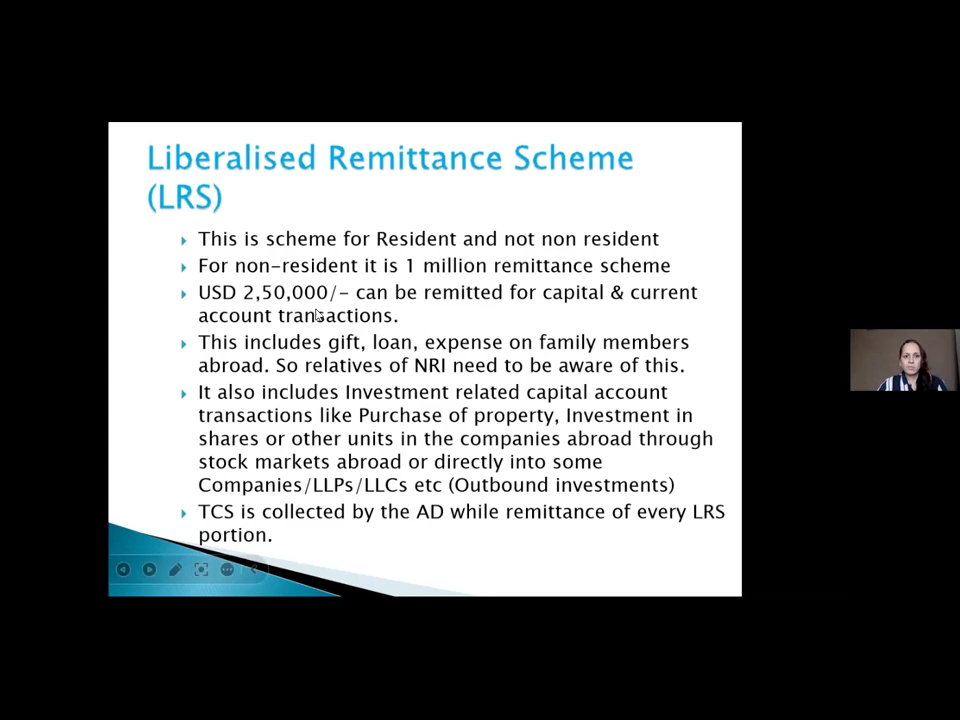 Liberalised Remittance Scheme
(LRS)
This is scheme for Resident and not non resident
For non-resident it is 1 million remittance scheme
USD 2,50,000/- can be remitted for capital & current
account transactions.
This includes gift, loan, expense on family members
abroad. So relatives of NRI need to be aware of this.
It also includes Investment related capital account
transactions like Purchase of property, Investment in
shares or other units in the companies abroad through
stock markets abroad or directly into some
Companies/LLPs/LLCs etc (Outbound investments)
TCS is collected by the AD while remittance of every LRS
portion.